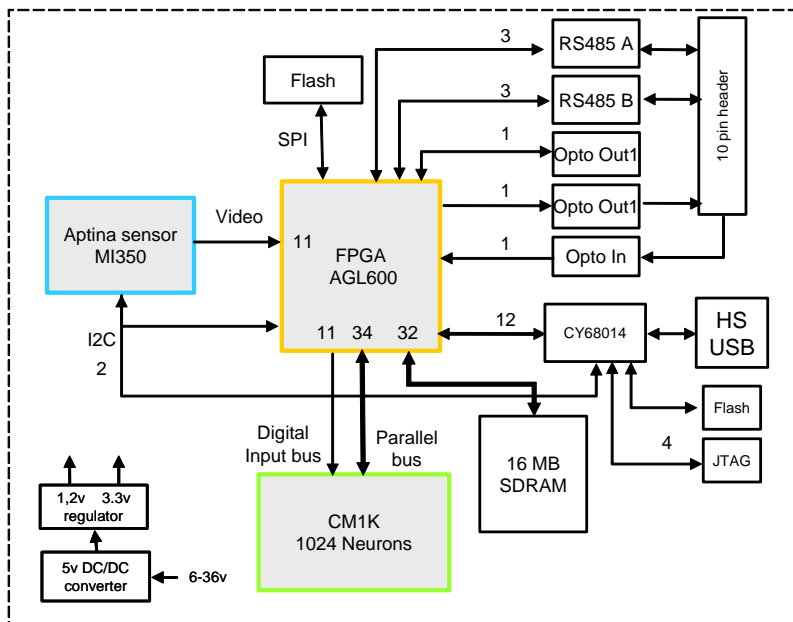 3
RS485 A
Flash
3
RS485 B
10 pin header
SPI
1
Opto Out1
1
Opto Out1
Video
Aptina sensor
MI350
11
FPGA
AGL600
1
Opto In
I2C
2
11 34 32
12
CY68014
HS
USB
Flash
4
JTAG
Digital
Input bus
Parallel
bus
16 MB
SDRAM
1,2v 3.3v
regulator
CM1K
1024 Neurons
5v DC/DC
converter
6-36v